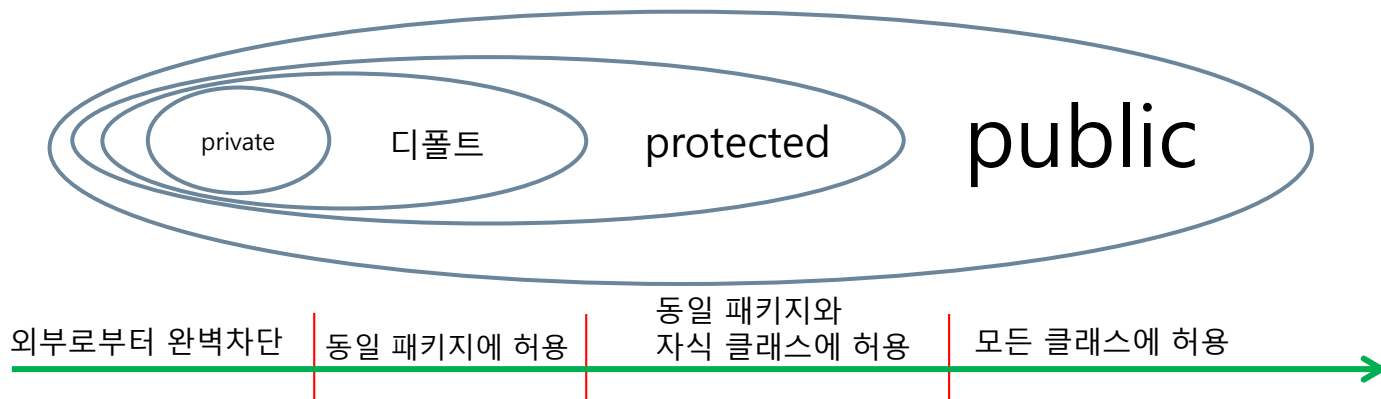 private
디폴트
protected
public
외부로부터 완벽차단
동일 패키지에 허용
동일 패키지와
자식 클래스에 허용
모든 클래스에 허용